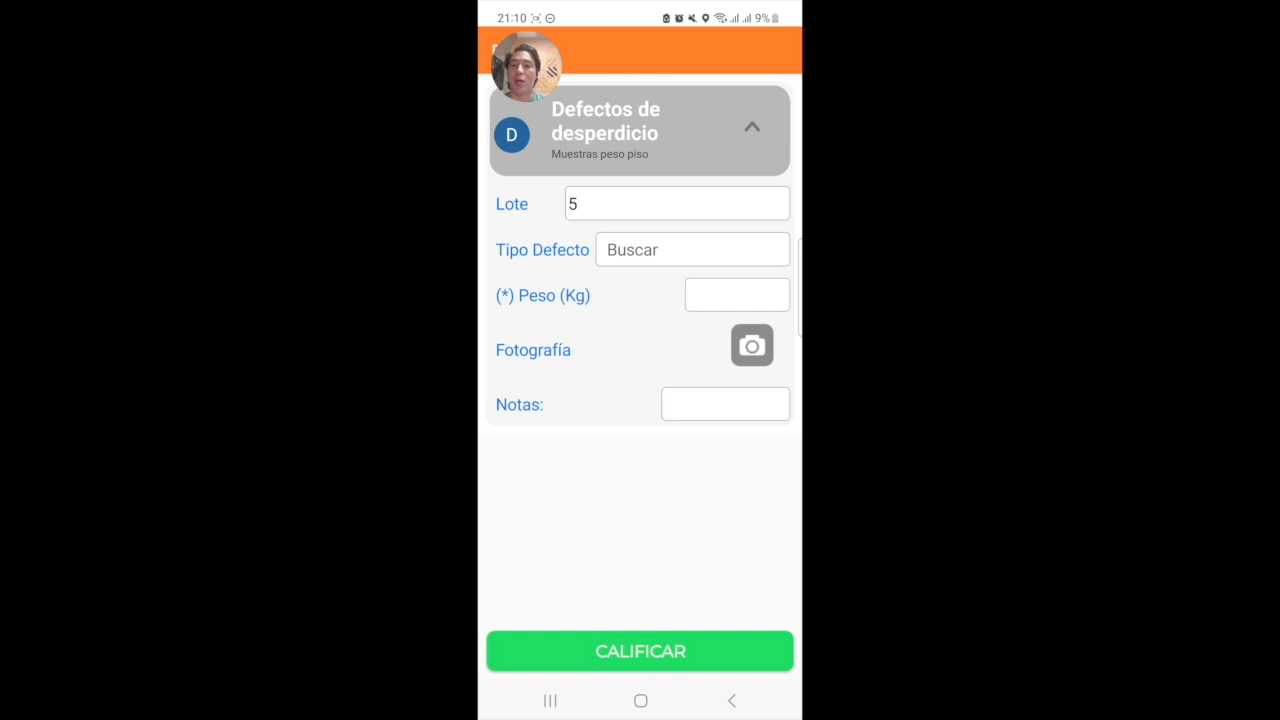 21:10
9%
Defectos de
desperdicio
D
Muestras peso piso
Lote
5
Tipo Defecto
Buscar
(*) Peso (Kg)
Fotografía
Notas:
CALIFICAR